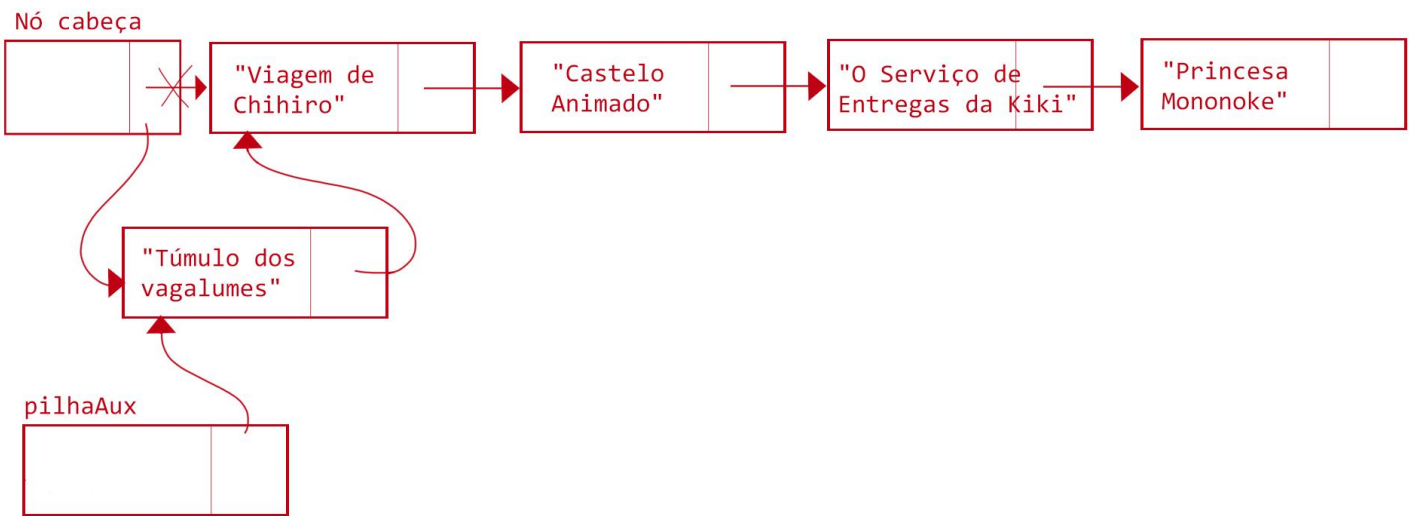 Nó cabeça
"Viagem de
Chihiro"
"Castelo
Animado"
"O Serviço de
Entregas da Kiki"
"Princesa
Mononoke"
"Túmulo dos
vagalumes"
pilhaAux